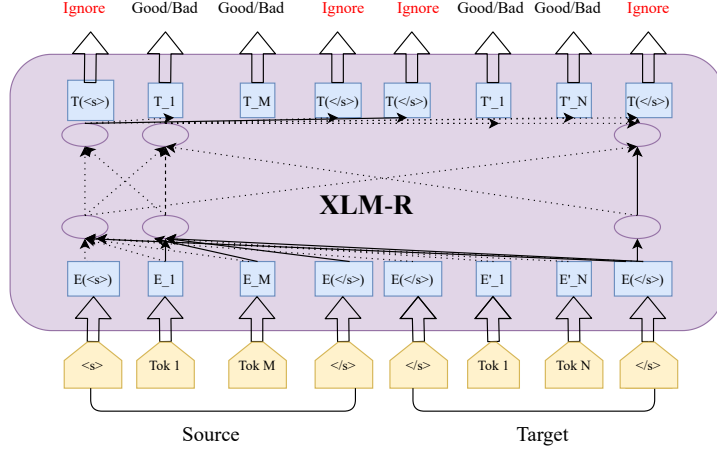 Ignore Good/Bad Good/Bad Ignore Ignore Good/Bad Good/Bad Ignore
T(<s>) T_1 T_M T(</s>) T(</s>) T'_1 T'_N T(</s>)
XLM-R
E(<s>) E_1 E_M E(</s>) E(</s>) E'_1 E'_N E(</s>)
<s> Tok 1 Tok M </s> </s> Tok 1 Tok N </s>
Source Target